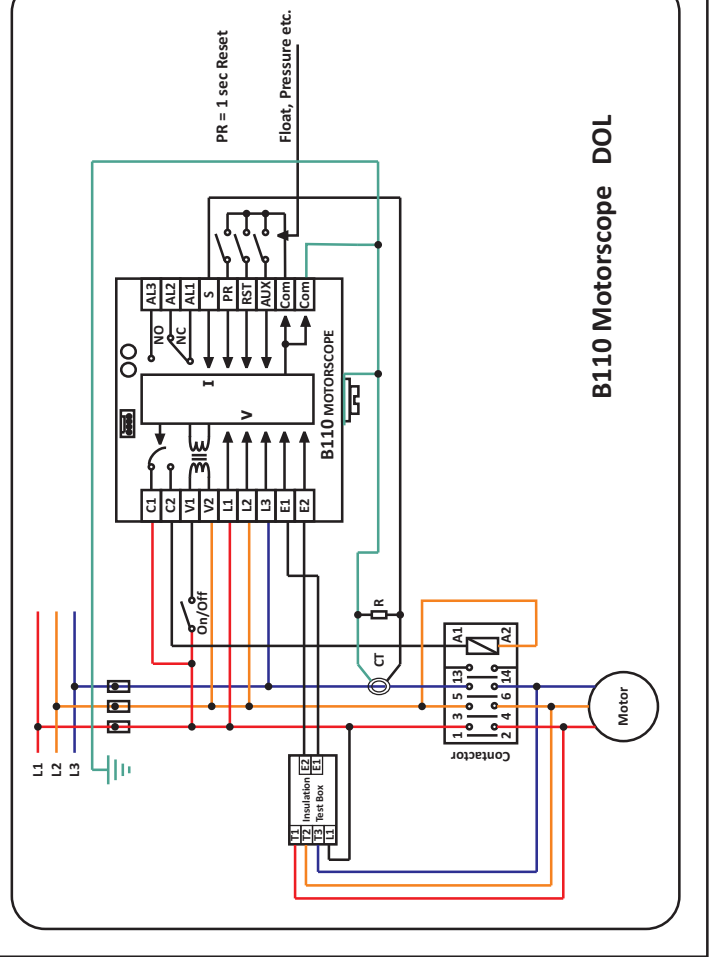 B110 Motorscope DOL
PR = 1 sec Reset
Float, Pressure etc.
L1
L2
L3
C1
C2
V1
V2
L1
L2
L3
E1
E2
V
I
NO
NC
AL3
AL2
AL1
S
PR
RST
AUX
Com
Com
B110 MOTORSCOPE
On/Off
CT
R
T1
T2
T3
L1
Insulation
Test Box
E2
E1
1
3
5
13
A1
2
4
6
14
A2
Contactor
Motor